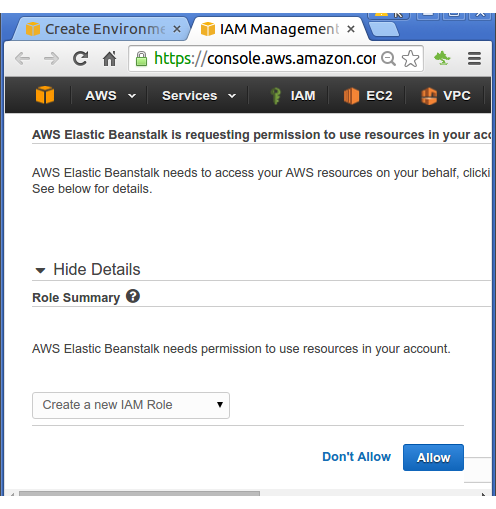 Create Environme
IAM Management
https://console.aws.amazon.cor
AWS Services IAM EC2 VPC
AWS Elastic Beanstalk is requesting permission to use resources in your acc
AWS Elastic Beanstalk needs to access your AWS resources on your behalf, clicki
See below for details.
Hide Details
Role Summary ?
AWS Elastic Beanstalk needs permission to use resources in your account.
Create a new IAM Role
Don't Allow Allow